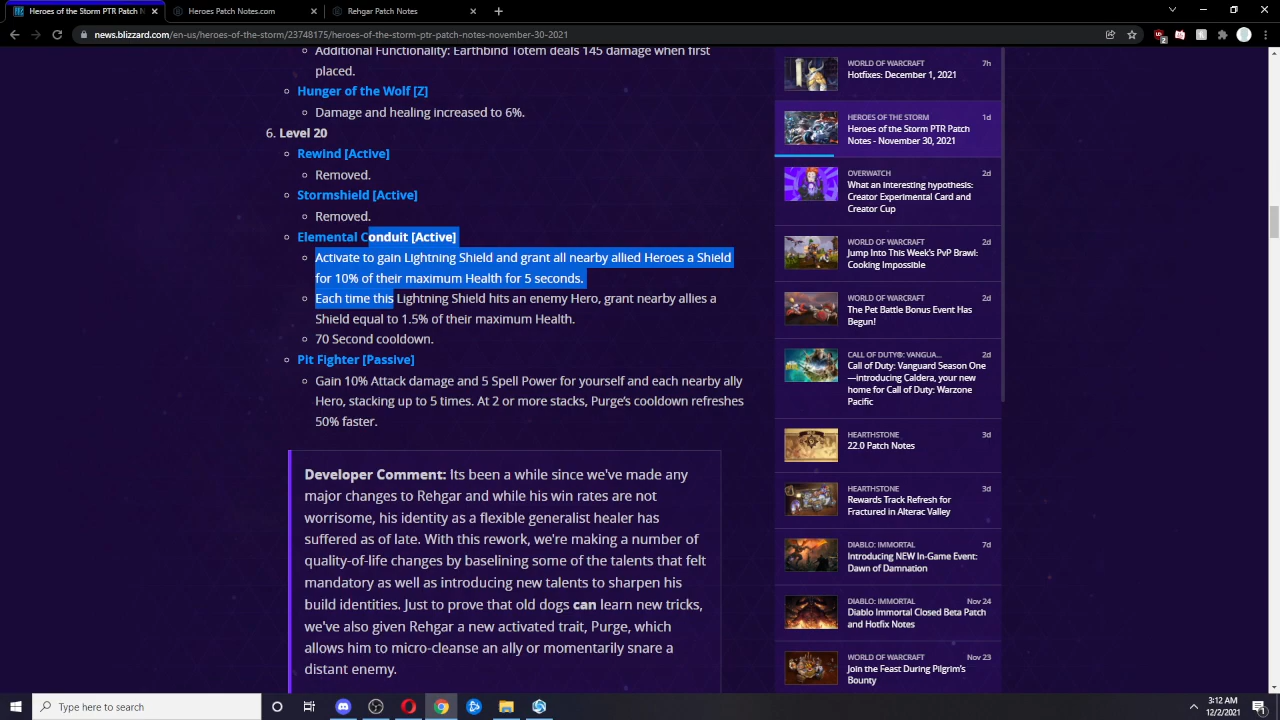 Heroes of the Storm PTR Patch N
Heroes Patch Notes.com
Rehgar Patch Notes
news.blizzard.com/en-us/heroes-of-the-storm/23748175/heroes-of-the-storm-ptr-patch-notes-november-30-2021
Additional Functionality: Earthbind Totem deals 145 damage when first
placed.
Hunger of the Wolf [Z]
Damage and healing increased to 6%.
6. Level 20
Rewind [Active]
Removed.
Stormshield [Active]
Removed.
Elemental Conduit [Active]
Activate to gain Lightning Shield and grant all nearby allied Heroes a Shield
for 10% of their maximum Health for 5 seconds.
Each time this Lightning Shield hits an enemy Hero, grant nearby allies a
Shield equal to 1.5% of their maximum Health.
70 Second cooldown.
Pit Fighter [Passive]
Gain 10% Attack damage and 5 Spell Power for yourself and each nearby ally
Hero, stacking up to 5 times. At 2 or more stacks, Purge's cooldown refreshes
50% faster.
Developer Comment: Its been a while since we've made any
major changes to Rehgar and while his win rates are not
worrisome, his identity as a flexible generalist healer has
suffered as of late. With this rework, we're making a number of
quality-of-life changes by baselining some of the talents that felt
mandatory as well as introducing new talents to sharpen his
build identities. Just to prove that old dogs can learn new tricks,
we've also given Rehgar a new activated trait, Purge, which
allows him to micro-cleanse an ally or momentarily snare a
distant enemy.
WORLD OF WARCRAFT 7h
Hotfixes: December 1, 2021
HEROES OF THE STORM 1d
Heroes of the Storm PTR Patch
Notes - November 30, 2021
OVERWATCH 2d
What an interesting hypothesis:
Creator Experimental Card and
Creator Cup
WORLD OF WARCRAFT 2d
Jump Into This Week's PvP Brawl:
Cooking Impossible
WORLD OF WARCRAFT 2d
The Pet Battle Bonus Event Has
Begun!
CALL OF DUTY®: VANGUA... 2d
Call of Duty: Vanguard Season One
—introducing Caldera, your new
home for Call of Duty: Warzone
Pacific
HEARTHSTONE 3d
22.0 Patch Notes
HEARTHSTONE 3d
Rewards Track Refresh for
Fractured in Alterac Valley
DIABLO: IMMORTAL 7d
Introducing NEW In-Game Event:
Dawn of Damnation
DIABLO: IMMORTAL Nov 24
Diablo Immortal Closed Beta Patch
and Hotfix Notes
WORLD OF WARCRAFT Nov 23
Join the Feast During Pilgrim's
Bounty
Type here to search
3:12 AM
12/2/2021